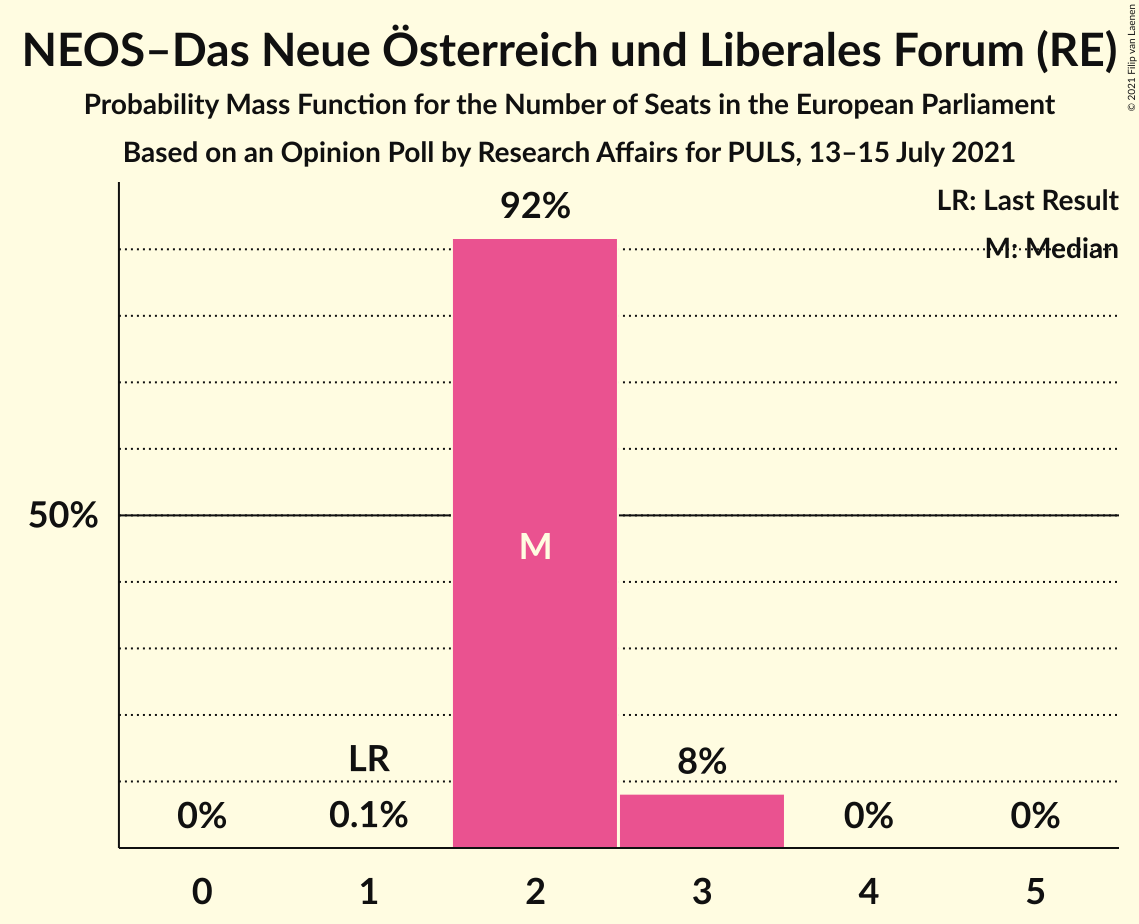 NEOS–Das Neue Österreich und Liberales Forum (RE)
Probability Mass Function for the Number of Seats in the European Parliament
Based on an Opinion Poll by Research Affairs for PULS, 13–15 July 2021
© 2021 Filip van Laenen
LR: Last Result
M: Median
92%
50%
M
LR
8%
0%
0.1%
0%
0%
0 1 2 3 4 5